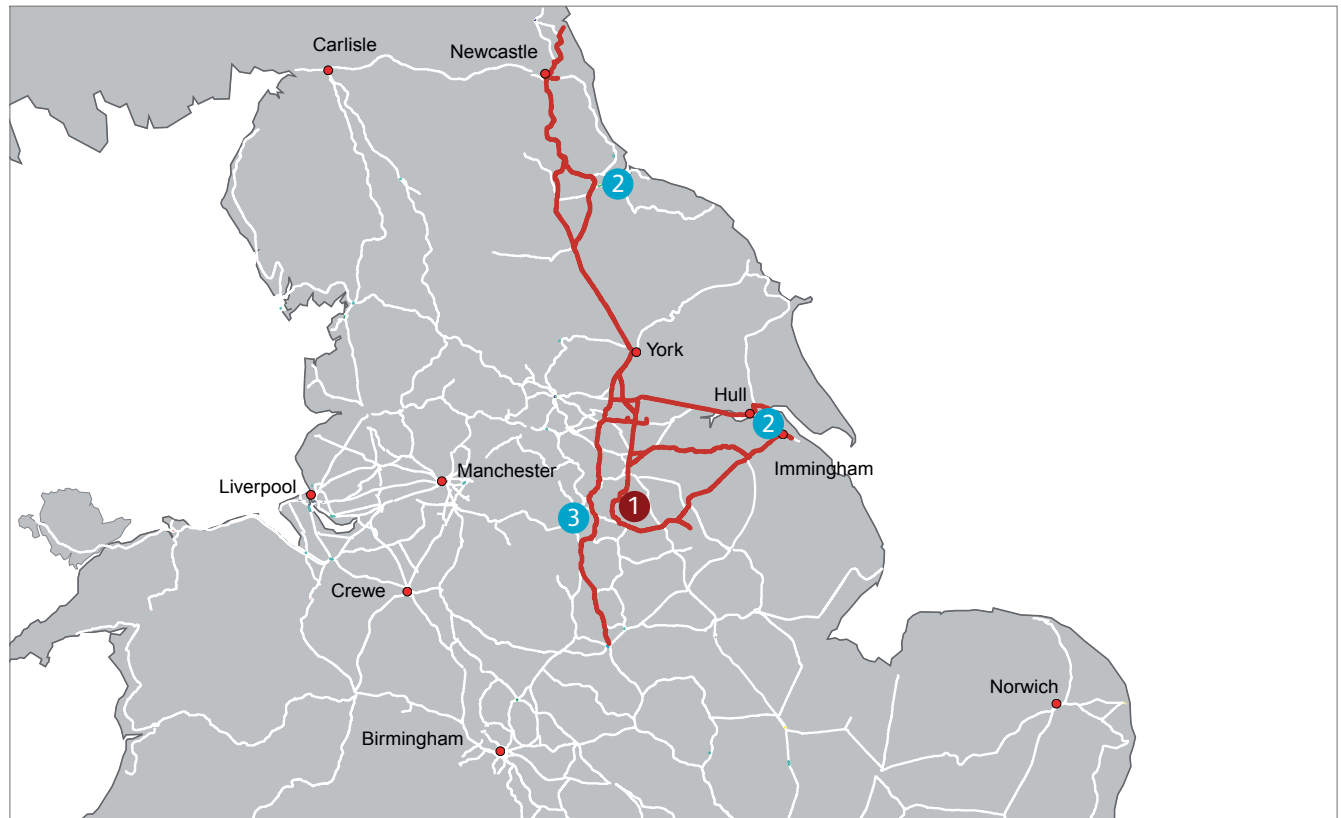 Carlisle
Newcastle
2
York
Hull
2
Immingham
Manchester
Liverpool
1
3
Crewe
Norwich
Birmingham